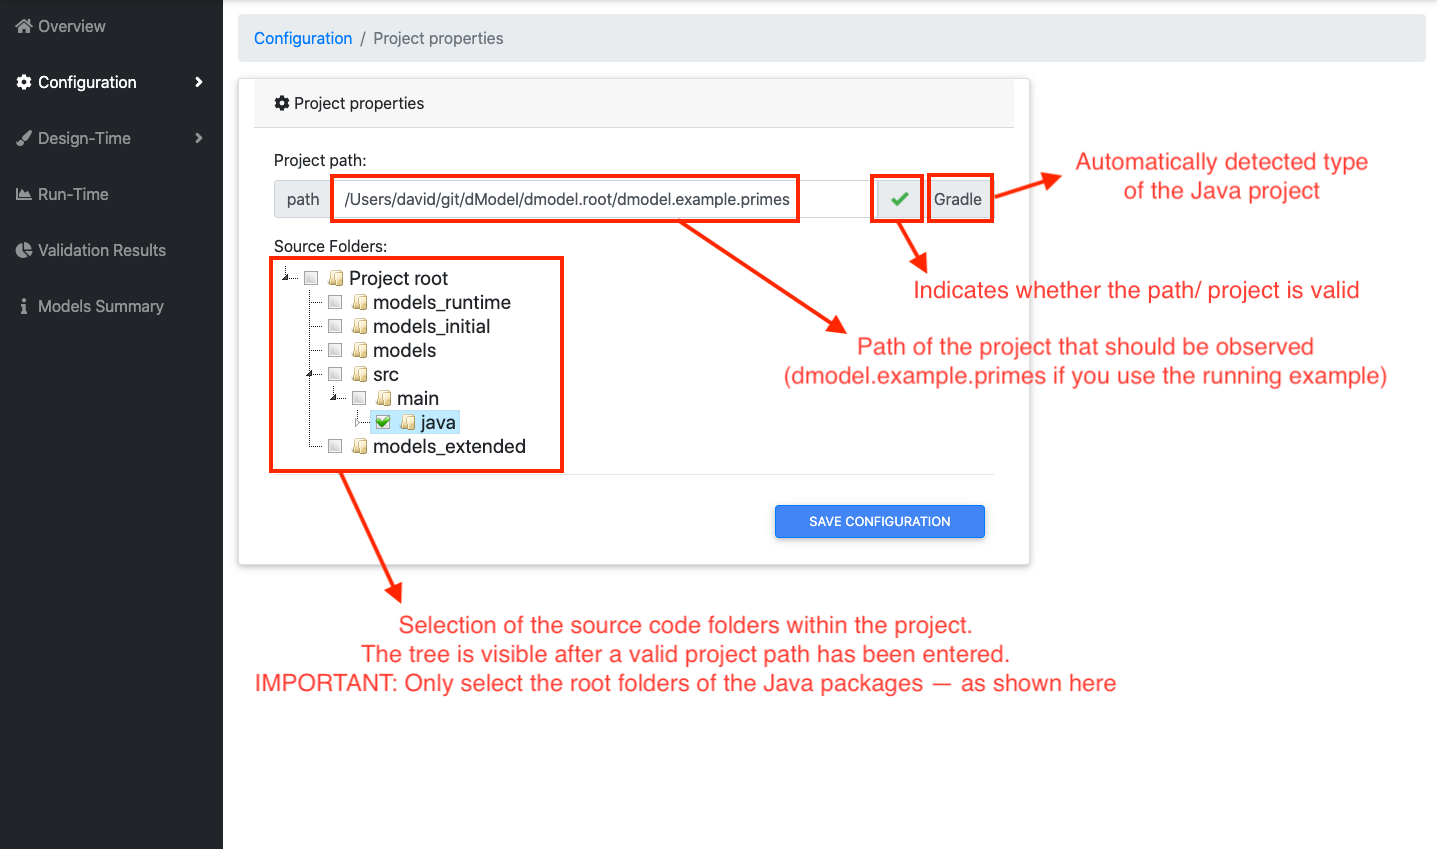 Overview
Configuration
Design-Time
Run-Time
Validation Results
Models Summary
Configuration / Project properties
Project properties
Project path:
path /Users/david/git/dModel/dmodel.root/dmodel.example.primes Gradle
Source Folders:
Project root
models_runtime
models_initial
models
src
main
java
models_extended
SAVE CONFIGURATION
Automatically detected type
of the Java project
Indicates whether the path/ project is valid
Path of the project that should be observed
(dmodel.example.primes if you use the running example)
Selection of the source code folders within the project.
The tree is visible after a valid project path has been entered.
IMPORTANT: Only select the root folders of the Java packages — as shown here